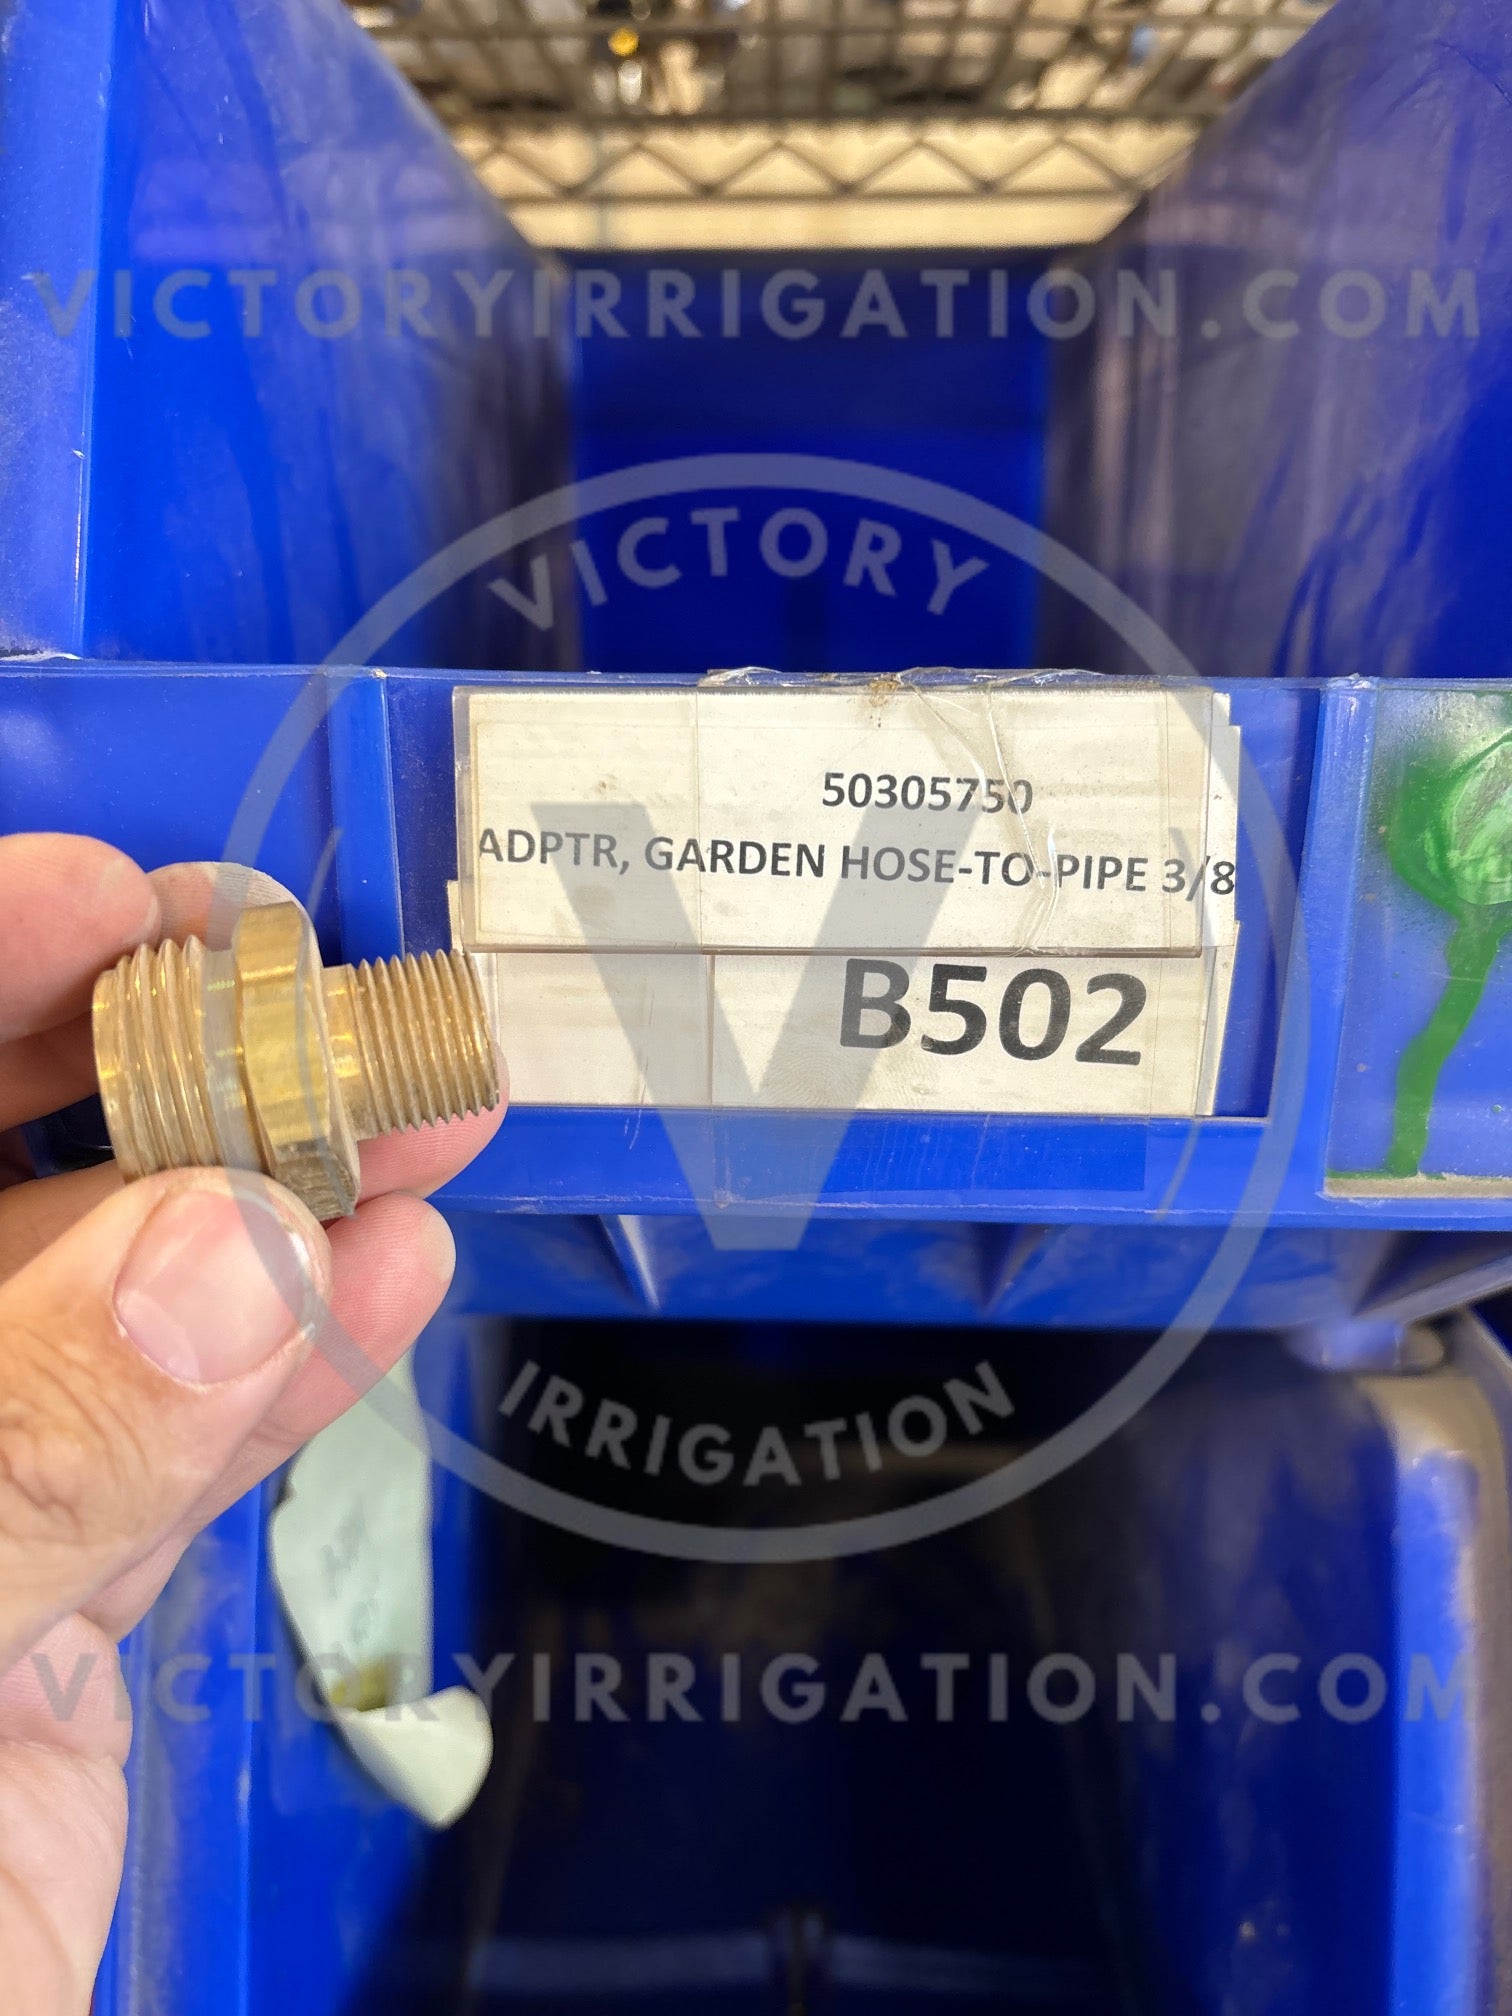 VICTORYIRRIGATION.COM
VICTORY
50305750
ADPTR, GARDEN HOSE-TO-PIPE 3/8
B502
V
IRRIGATION
VICTORYIRRIGATION.COM